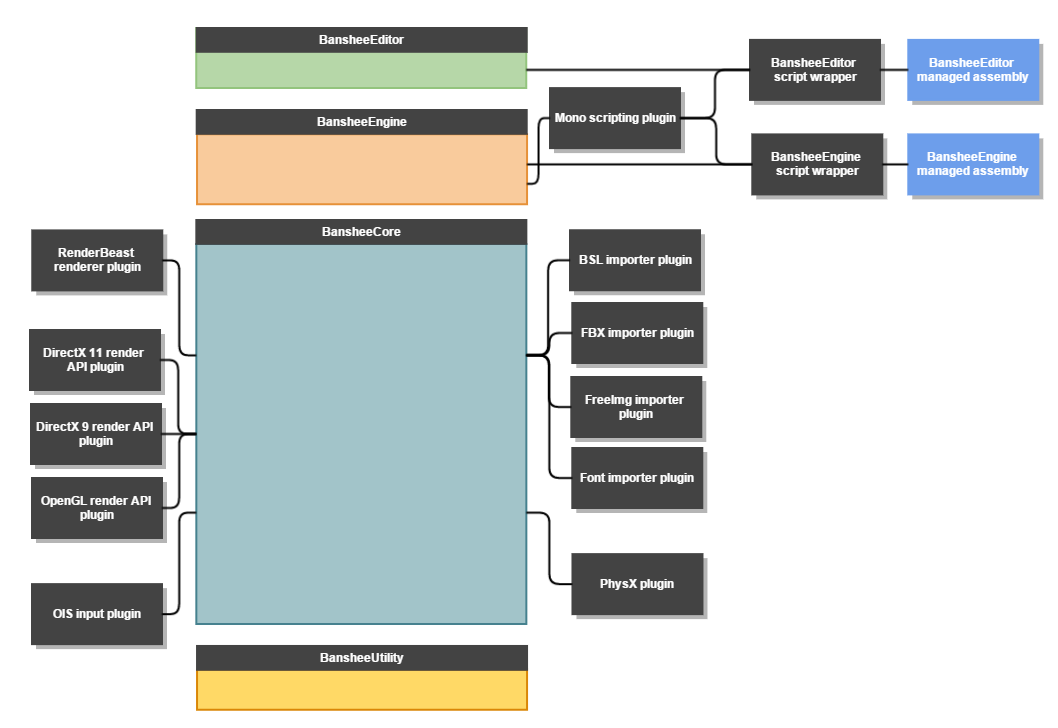 BansheeEditor
BansheeEditor
script wrapper
BansheeEditor
managed assembly
BansheeEngine
Mono scripting plugin
BansheeEngine
script wrapper
BansheeEngine
managed assembly
BansheeCore
RenderBeast
renderer plugin
DirectX 11 render
API plugin
DirectX 9 render API
plugin
OpenGL render API
plugin
OIS input plugin
BSL importer plugin
FBX importer plugin
FreeImg importer
plugin
Font importer plugin
PhysX plugin
BansheeUtility